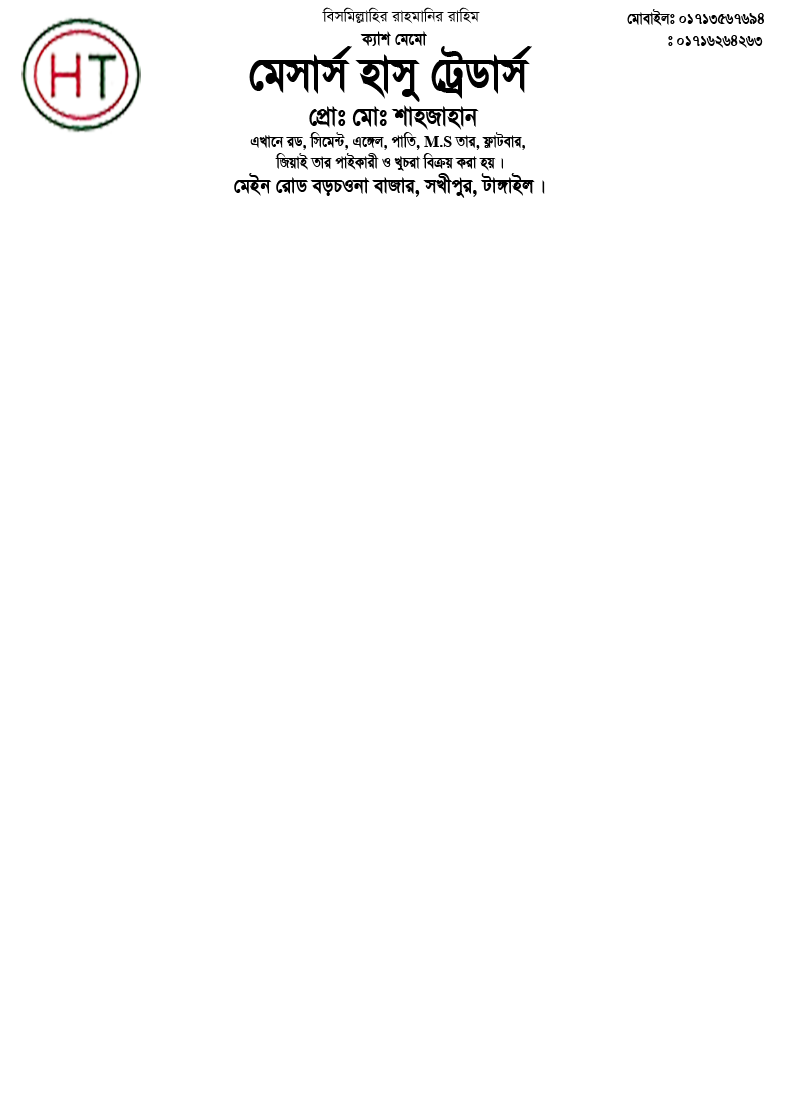 বিসমিল্লাহির রাহমানির রাহিম
মোবাইলঃ ০১৭১৩৫৬৭৬৯৪
ক্যাশ মেমো
ঃ ০১৭১৬২৬৪২৬৩
HT
মেসার্স হাসু ট্রেডার্স
প্রোঃ মোঃ শাহজাহান
এখানে রড, সিমেন্ট, এঙ্গেল, পাতি, M.S তার, ফ্লাটবার,
জিয়াই তার পাইকারী ও খুচরা বিক্রয় করা হয়।
মেইন রোড বড়চওনা বাজার, সখীপুর, টাঙ্গাইল।